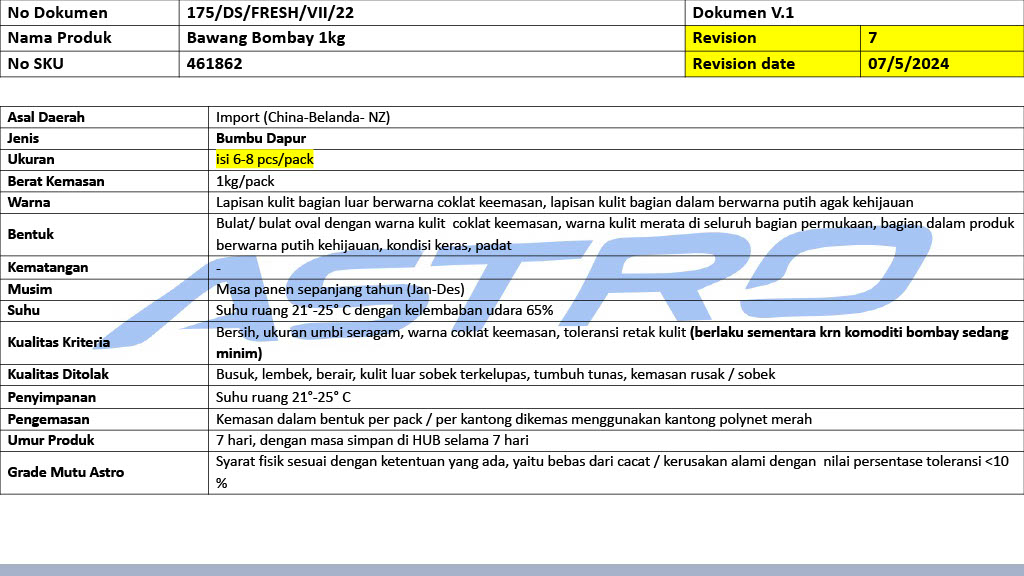 No Dokumen 175/DS/FRESH/VII/22 Dokumen V.1
Nama Produk Bawang Bombay 1kg Revision 7
No SKU 461862 Revision date 07/5/2024
Asal Daerah Import (China-Belanda- NZ)
Jenis Bumbu Dapur
Ukuran isi 6-8 pcs/pack
Berat Kemasan 1kg/pack
Warna Lapisan kulit bagian luar berwarna coklat keemasan, lapisan kulit bagian dalam berwarna putih agak kehijauan
Bentuk Bulat/ bulat oval dengan warna kulit  coklat keemasan, warna kulit merata di seluruh bagian permukaan, bagian dalam produk
berwarna putih kehijauan, kondisi keras, padat
Kematangan -
Musim Masa panen sepanjang tahun (Jan-Des)
Suhu Suhu ruang 21°-25° C dengan kelembaban udara 65%
Kualitas Kriteria Bersih, ukuran umbi seragam, warna coklat keemasan, toleransi retak kulit (berlaku sementara krn komoditi bombay sedang
minim)
Kualitas Ditolak Busuk, lembek, berair, kulit luar sobek terkelupas, tumbuh tunas, kemasan rusak / sobek
Penyimpanan Suhu ruang 21°-25° C
Pengemasan Kemasan dalam bentuk per pack / per kantong dikemas menggunakan kantong polynet merah
Umur Produk 7 hari, dengan masa simpan di HUB selama 7 hari
Grade Mutu Astro Syarat fisik sesuai dengan ketentuan yang ada, yaitu bebas dari cacat / kerusakan alami dengan  nilai persentase toleransi <10
%
ASTRO